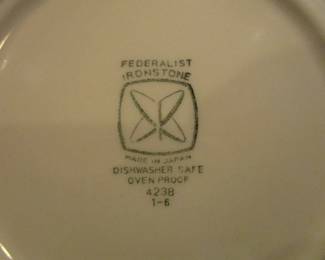 FEDERALIST
IRONSTONE
MADE IN JAPAN
DISHWASHER SAFE
OVEN PROOF
4238
1-6